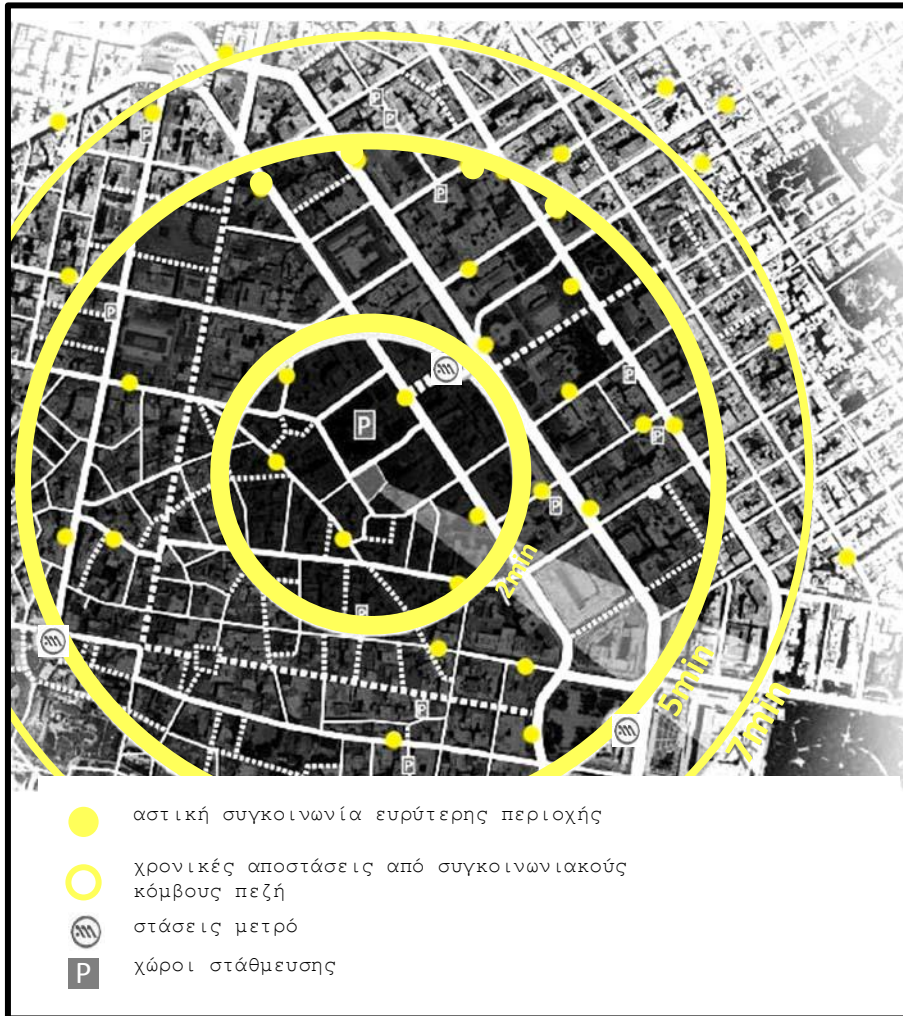 P
P
P
P
P
P
P
P
P
P
P
P
2min
5min
7min
αστική συγκοινωνία ευρύτερης περιοχής
χρονικές αποστάσεις από συγκοινωνιακούς
κόμβους πεζή
στάσεις μετρό
P χώροι στάθμευσης